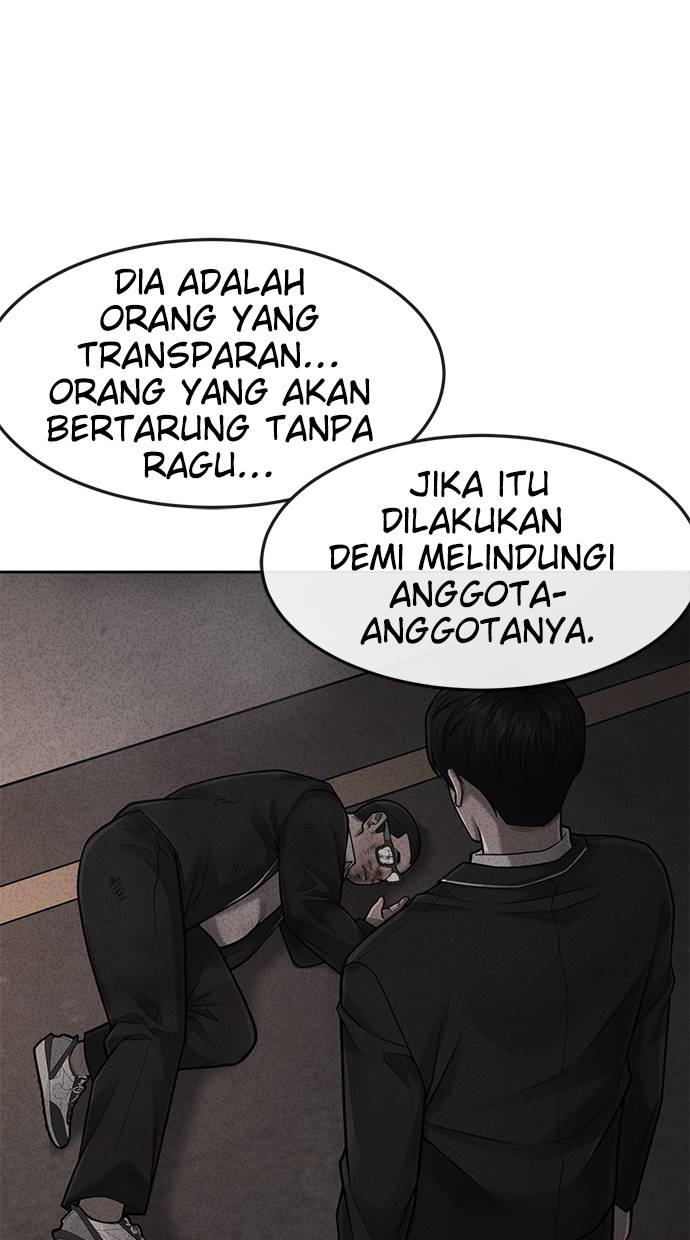 DIA ADALAH
ORANG YANG
TRANSPARAN...
ORANG YANG AKAN
BERTARUNG TANPA
RAGU...
JIKA ITU
DILAKUKAN
DEMI MELINDUNGI
ANGGOTA-
ANGGOTANYA.